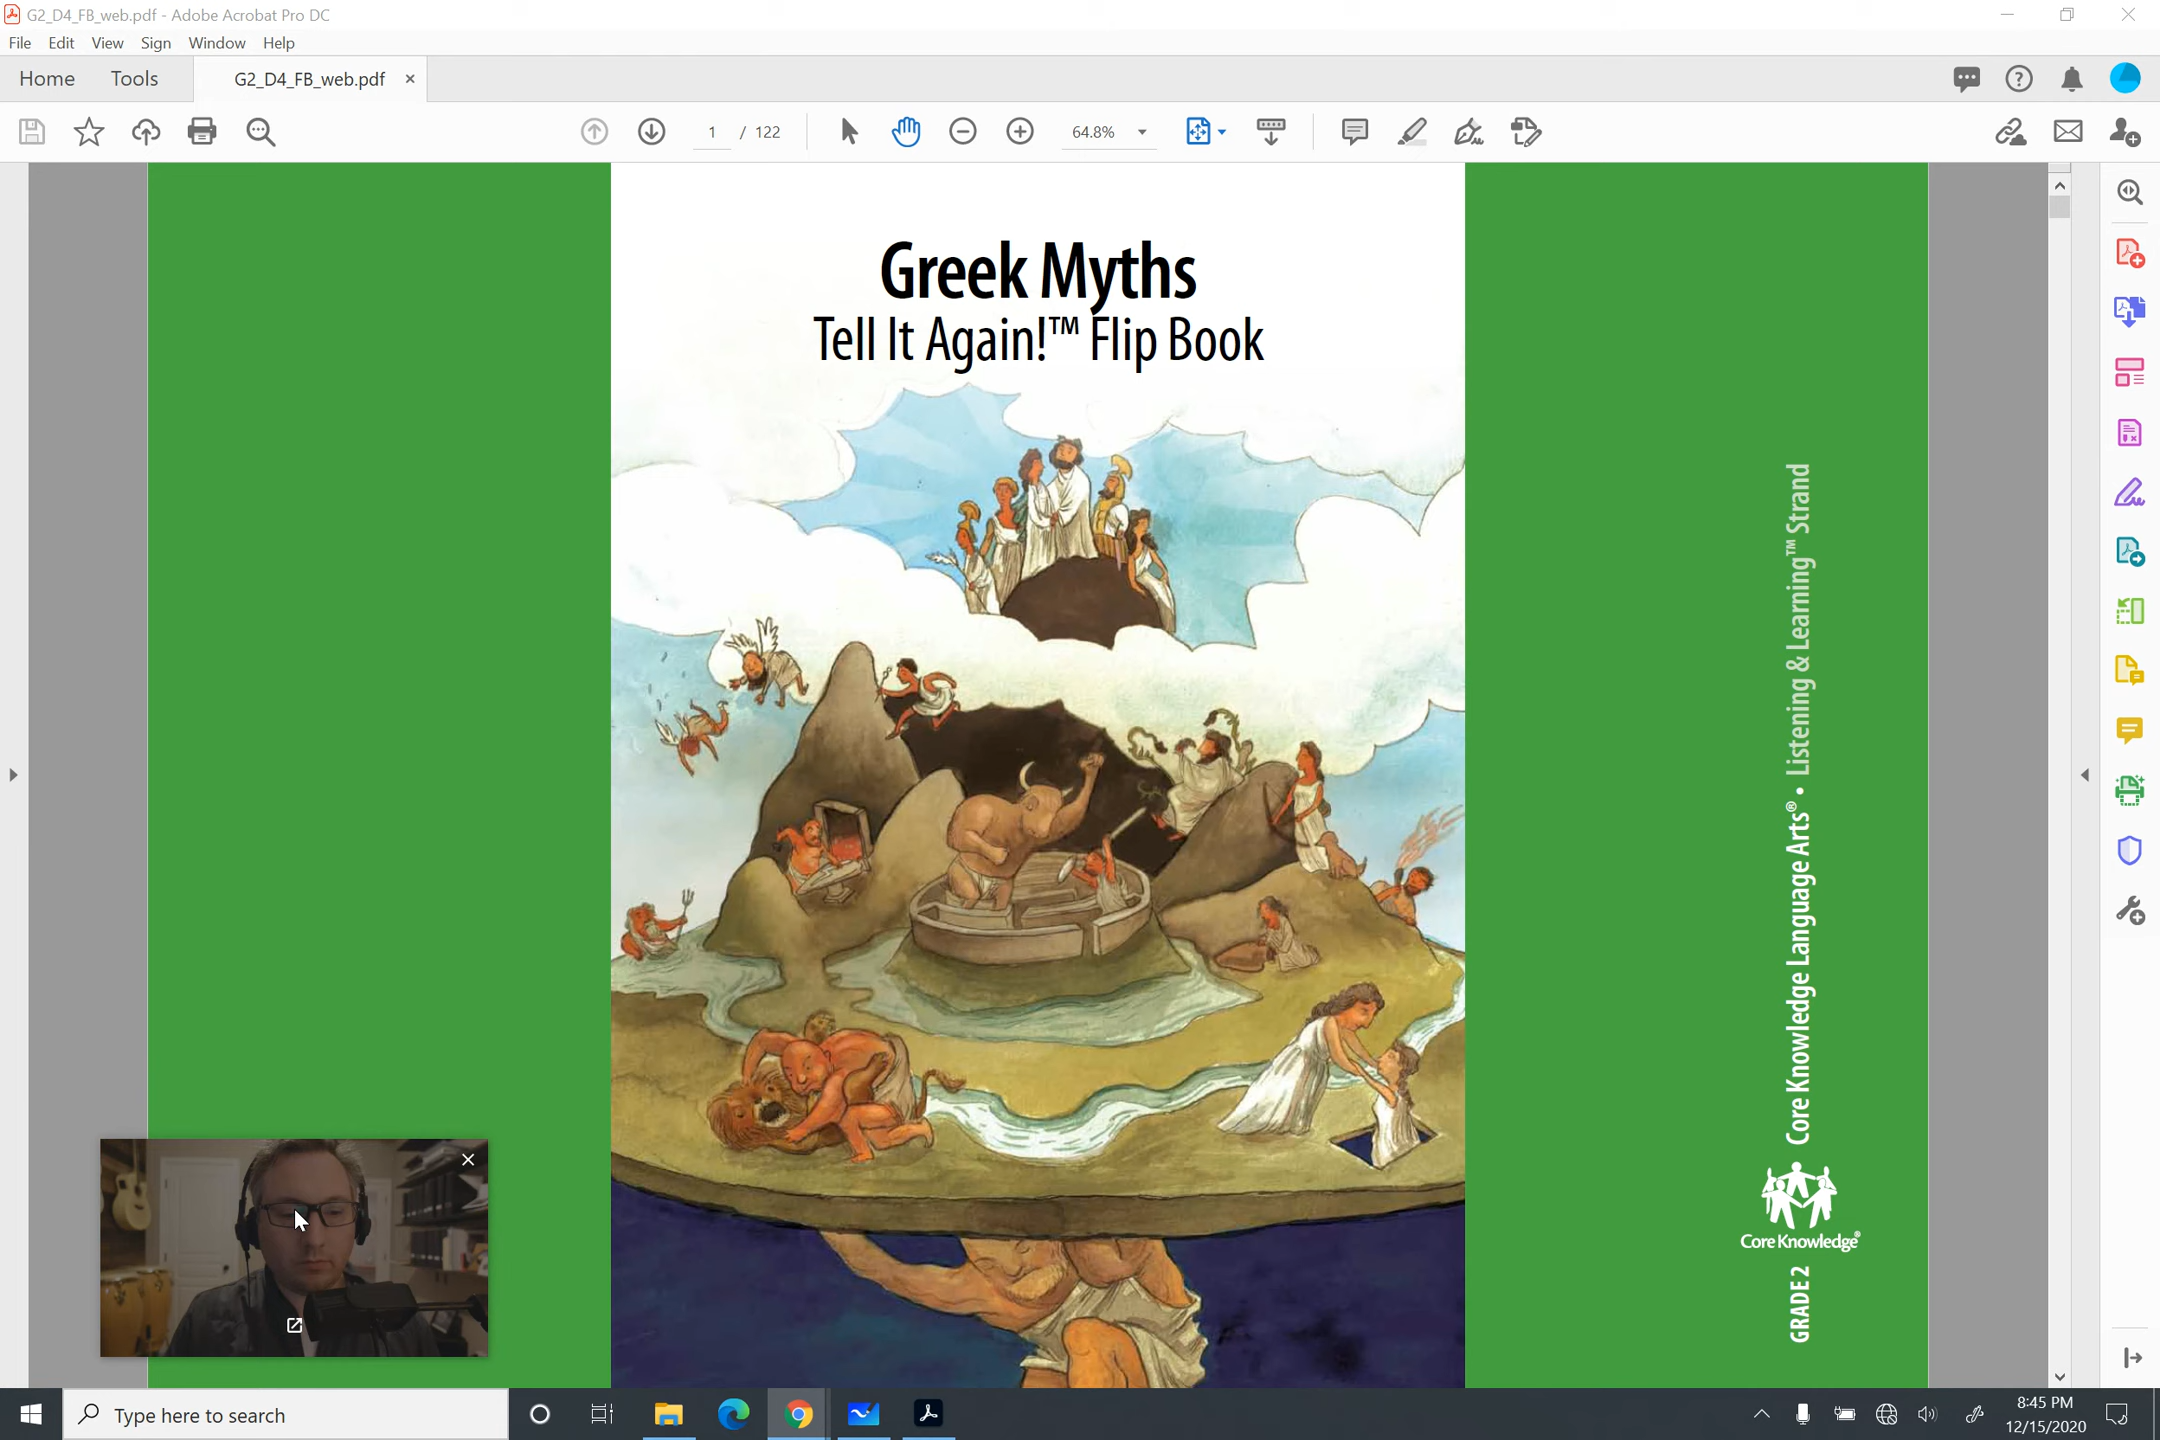 G2_D4_FB_web.pdf - Adobe Acrobat Pro DC
File Edit View Sign Window Help
Home Tools G2_D4_FB_web.pdf ×
1 / 122 64.8%
Greek Myths
Tell It Again!™ Flip Book
GRADE 2 Core Knowledge® Core Knowledge Language Arts® • Listening & Learning™ Strand
Type here to search
8:45 PM
12/15/2020